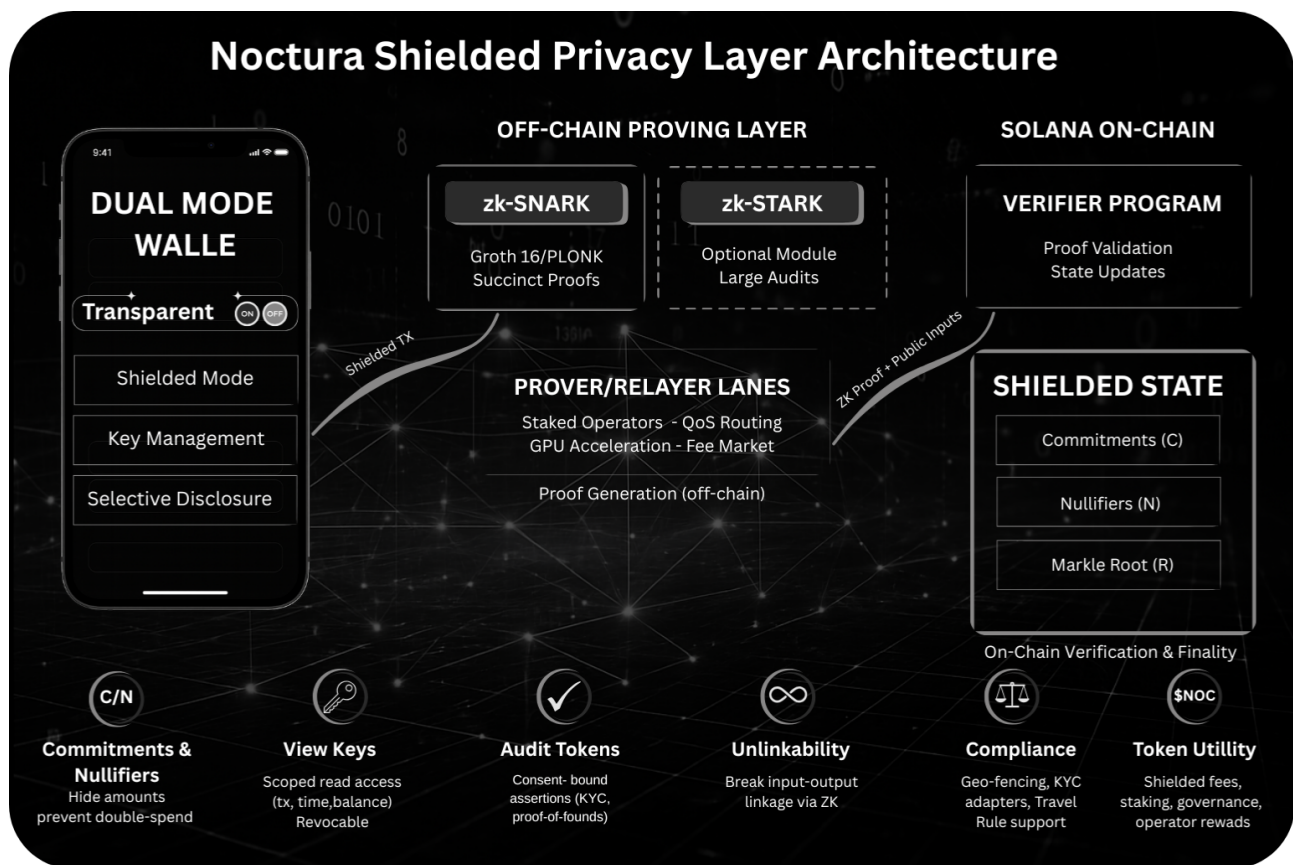 Noctura Shielded Privacy Layer Architecture
9:41
DUAL MODE
WALLE
Transparent
ON
OFF
Shielded Mode
Key Management
Selective Disclosure
Shielded TX
OFF-CHAIN PROVING LAYER
zk-SNARK
Groth 16/PLONK
Succinct Proofs
zk-STARK
Optional Module
Large Audits
PROVER/RELAYER LANES
Staked Operators - QoS Routing
GPU Acceleration - Fee Market
Proof Generation (off-chain)
ZK Proof + Public Inputs
SOLANA ON-CHAIN
VERIFIER PROGRAM
Proof Validation
State Updates
SHIELDED STATE
Commitments (C)
Nullifiers (N)
Markle Root (R)
On-Chain Verification & Finality
C/N
Commitments &
Nullifiers
Hide amounts
prevent double-spend
View Keys
Scoped read access
(tx, time,balance)
Revocable
Audit Tokens
Consent- bound
assertions (KYC,
proof-of-founds)
Unlinkability
Break input-output
linkage via ZK
Compliance
Geo-fencing, KYC
adapters, Travel
Rule support
$NOC
Token Utillity
Shielded fees,
staking, governance,
operator rewads